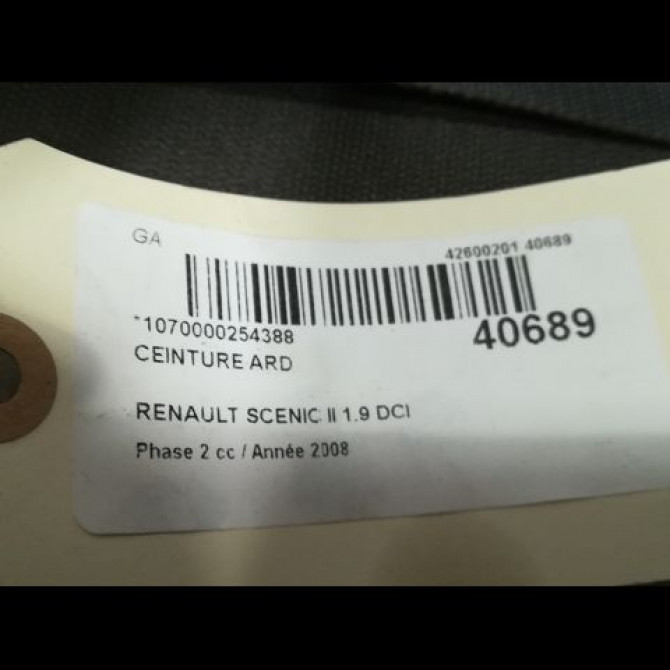 GA
42600201 40689
*1070000254388
40689
CEINTURE ARD
RENAULT SCENIC II 1.9 DCI
Phase 2 cc / Année 2008